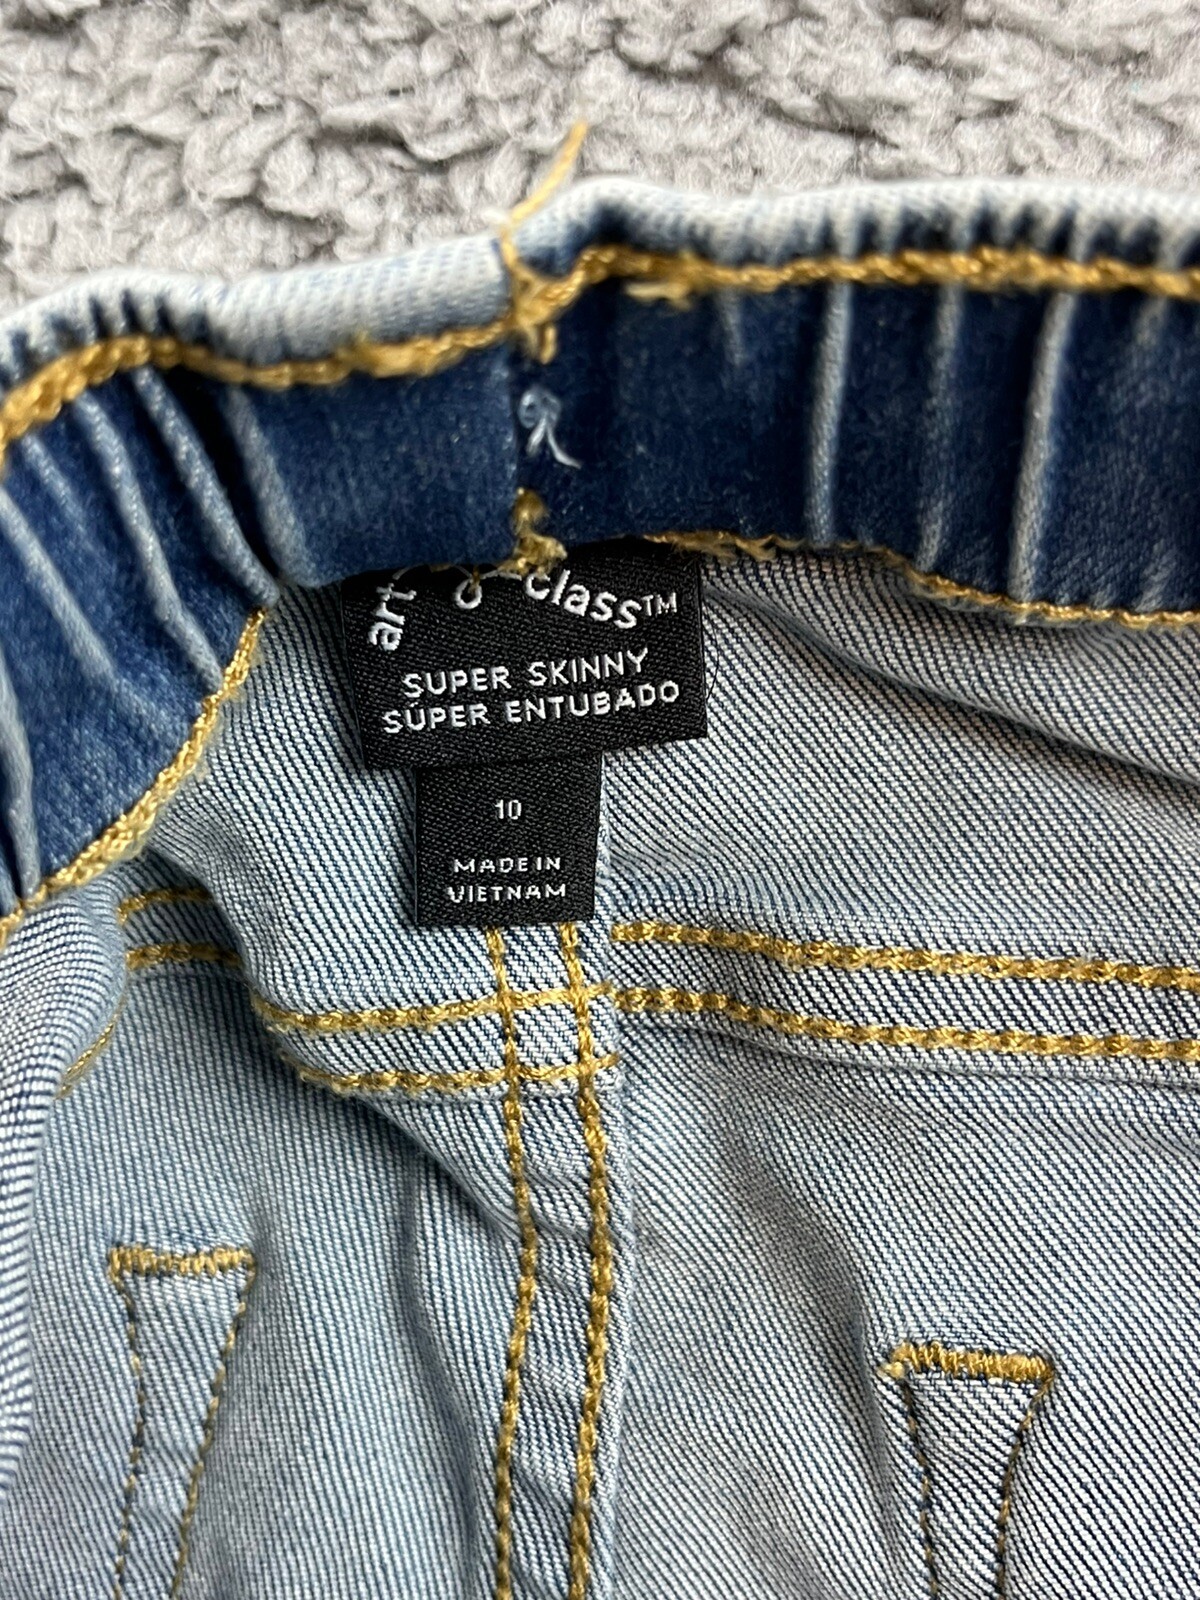 art class™
SUPER SKINNY
SÚPER ENTUBADO
10
MADE IN
VIETNAM